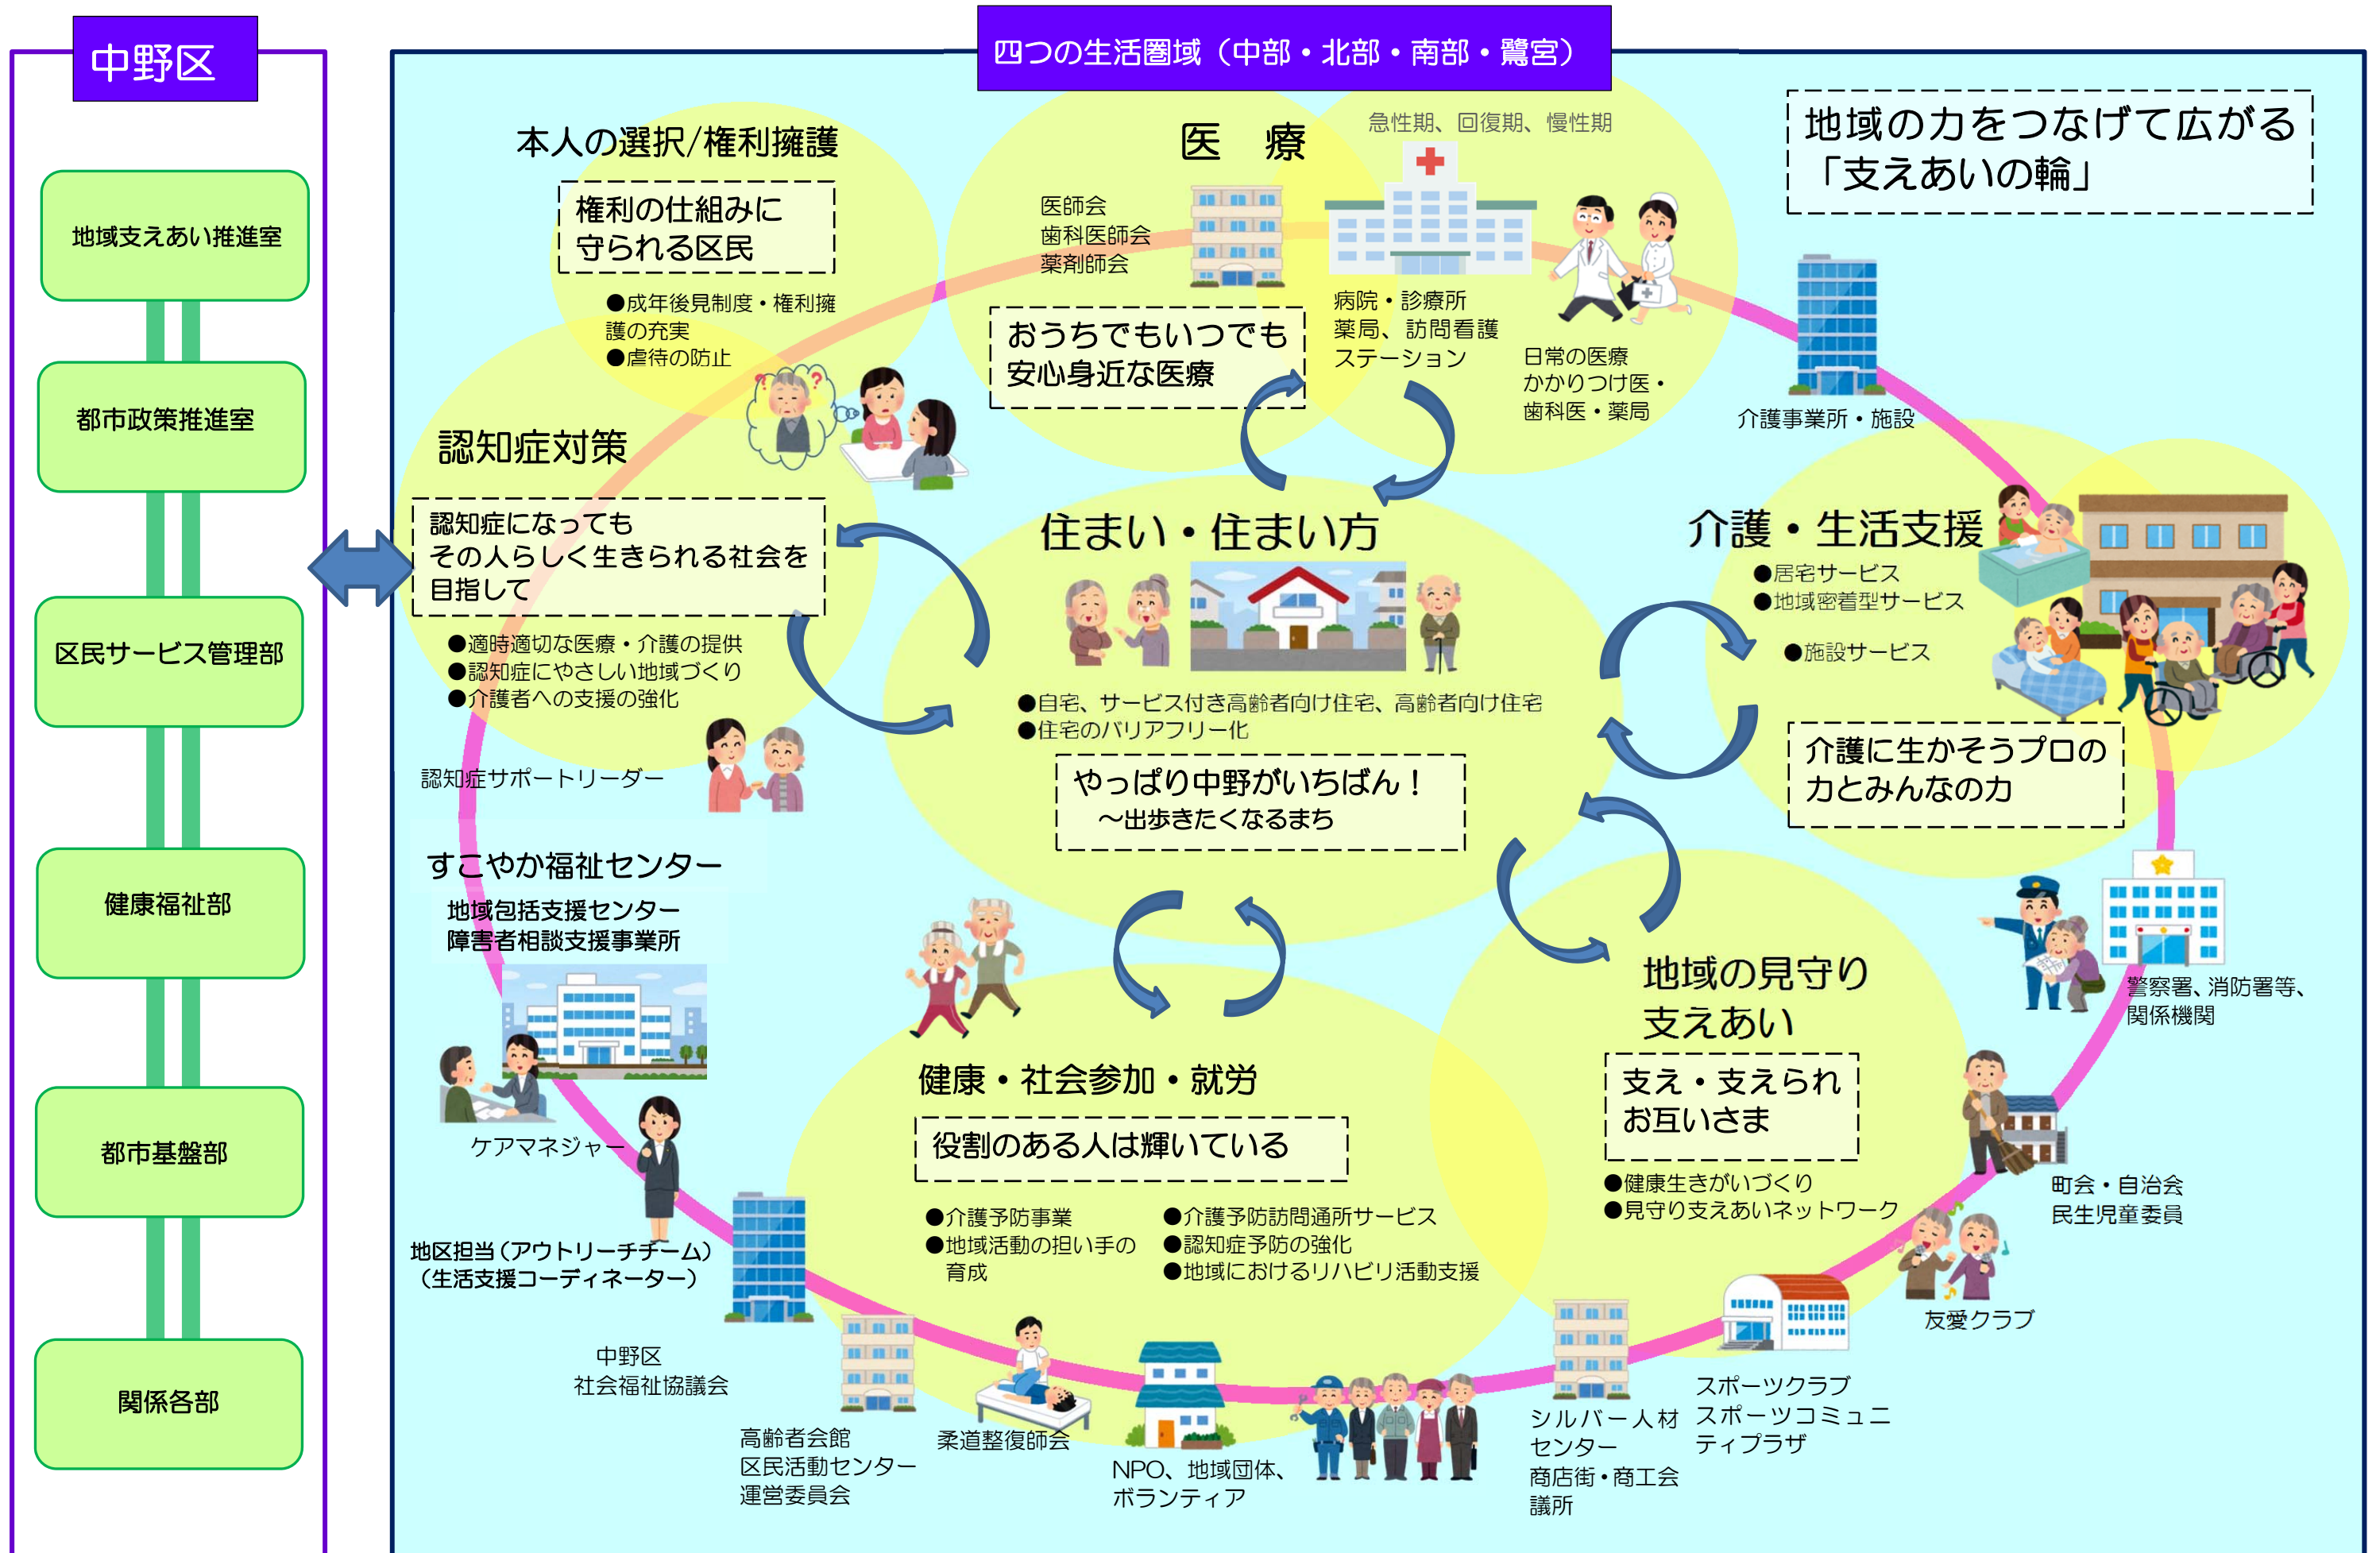 中野区
地域支えあい推進室
都市政策推進室
区民サービス管理部
健康福祉部
都市基盤部
関係各部
四つの生活圏域（中部・北部・南部・鷺宮）
地域の力をつなげて広がる
「支えあいの輪」
本人の選択/権利擁護
権利の仕組みに
守られる区民
●成年後見制度・権利擁
護の充実
●虐待の防止
医　療
急性期、回復期、慢性期
医師会
歯科医師会
薬剤師会
おうちでもいつでも
安心身近な医療
病院・診療所
薬局、訪問看護
ステーション
日常の医療
かかりつけ医・
歯科医・薬局
介護事業所・施設
認知症対策
認知症になっても
その人らしく生きられる社会を
目指して
●適時適切な医療・介護の提供
●認知症にやさしい地域づくり
●介護者への支援の強化
認知症サポートリーダー
住まい・住まい方
●自宅、サービス付き高齢者向け住宅、高齢者向け住宅
●住宅のバリアフリー化
やっぱり中野がいちばん！
～出歩きたくなるまち
介護・生活支援
●居宅サービス
●地域密着型サービス
●施設サービス
介護に生かそうプロの
力とみんなの力
すこやか福祉センター
地域包括支援センター
障害者相談支援事業所
ケアマネジャー
地区担当（アウトリーチチーム）
（生活支援コーディネーター）
健康・社会参加・就労
役割のある人は輝いている
●介護予防事業
●地域活動の担い手の
育成
●介護予防訪問通所サービス
●認知症予防の強化
●地域におけるリハビリ活動支援
地域の見守り
支えあい
支え・支えられ
お互いさま
●健康生きがいづくり
●見守り支えあいネットワーク
警察署、消防署等、
関係機関
町会・自治会
民生児童委員
友愛クラブ
スポーツクラブ
スポーツコミュニ
ティプラザ
シルバー人材
センター
商店街・商工会
議所
NPO、地域団体、
ボランティア
柔道整復師会
高齢者会館
区民活動センター
運営委員会
中野区
社会福祉協議会